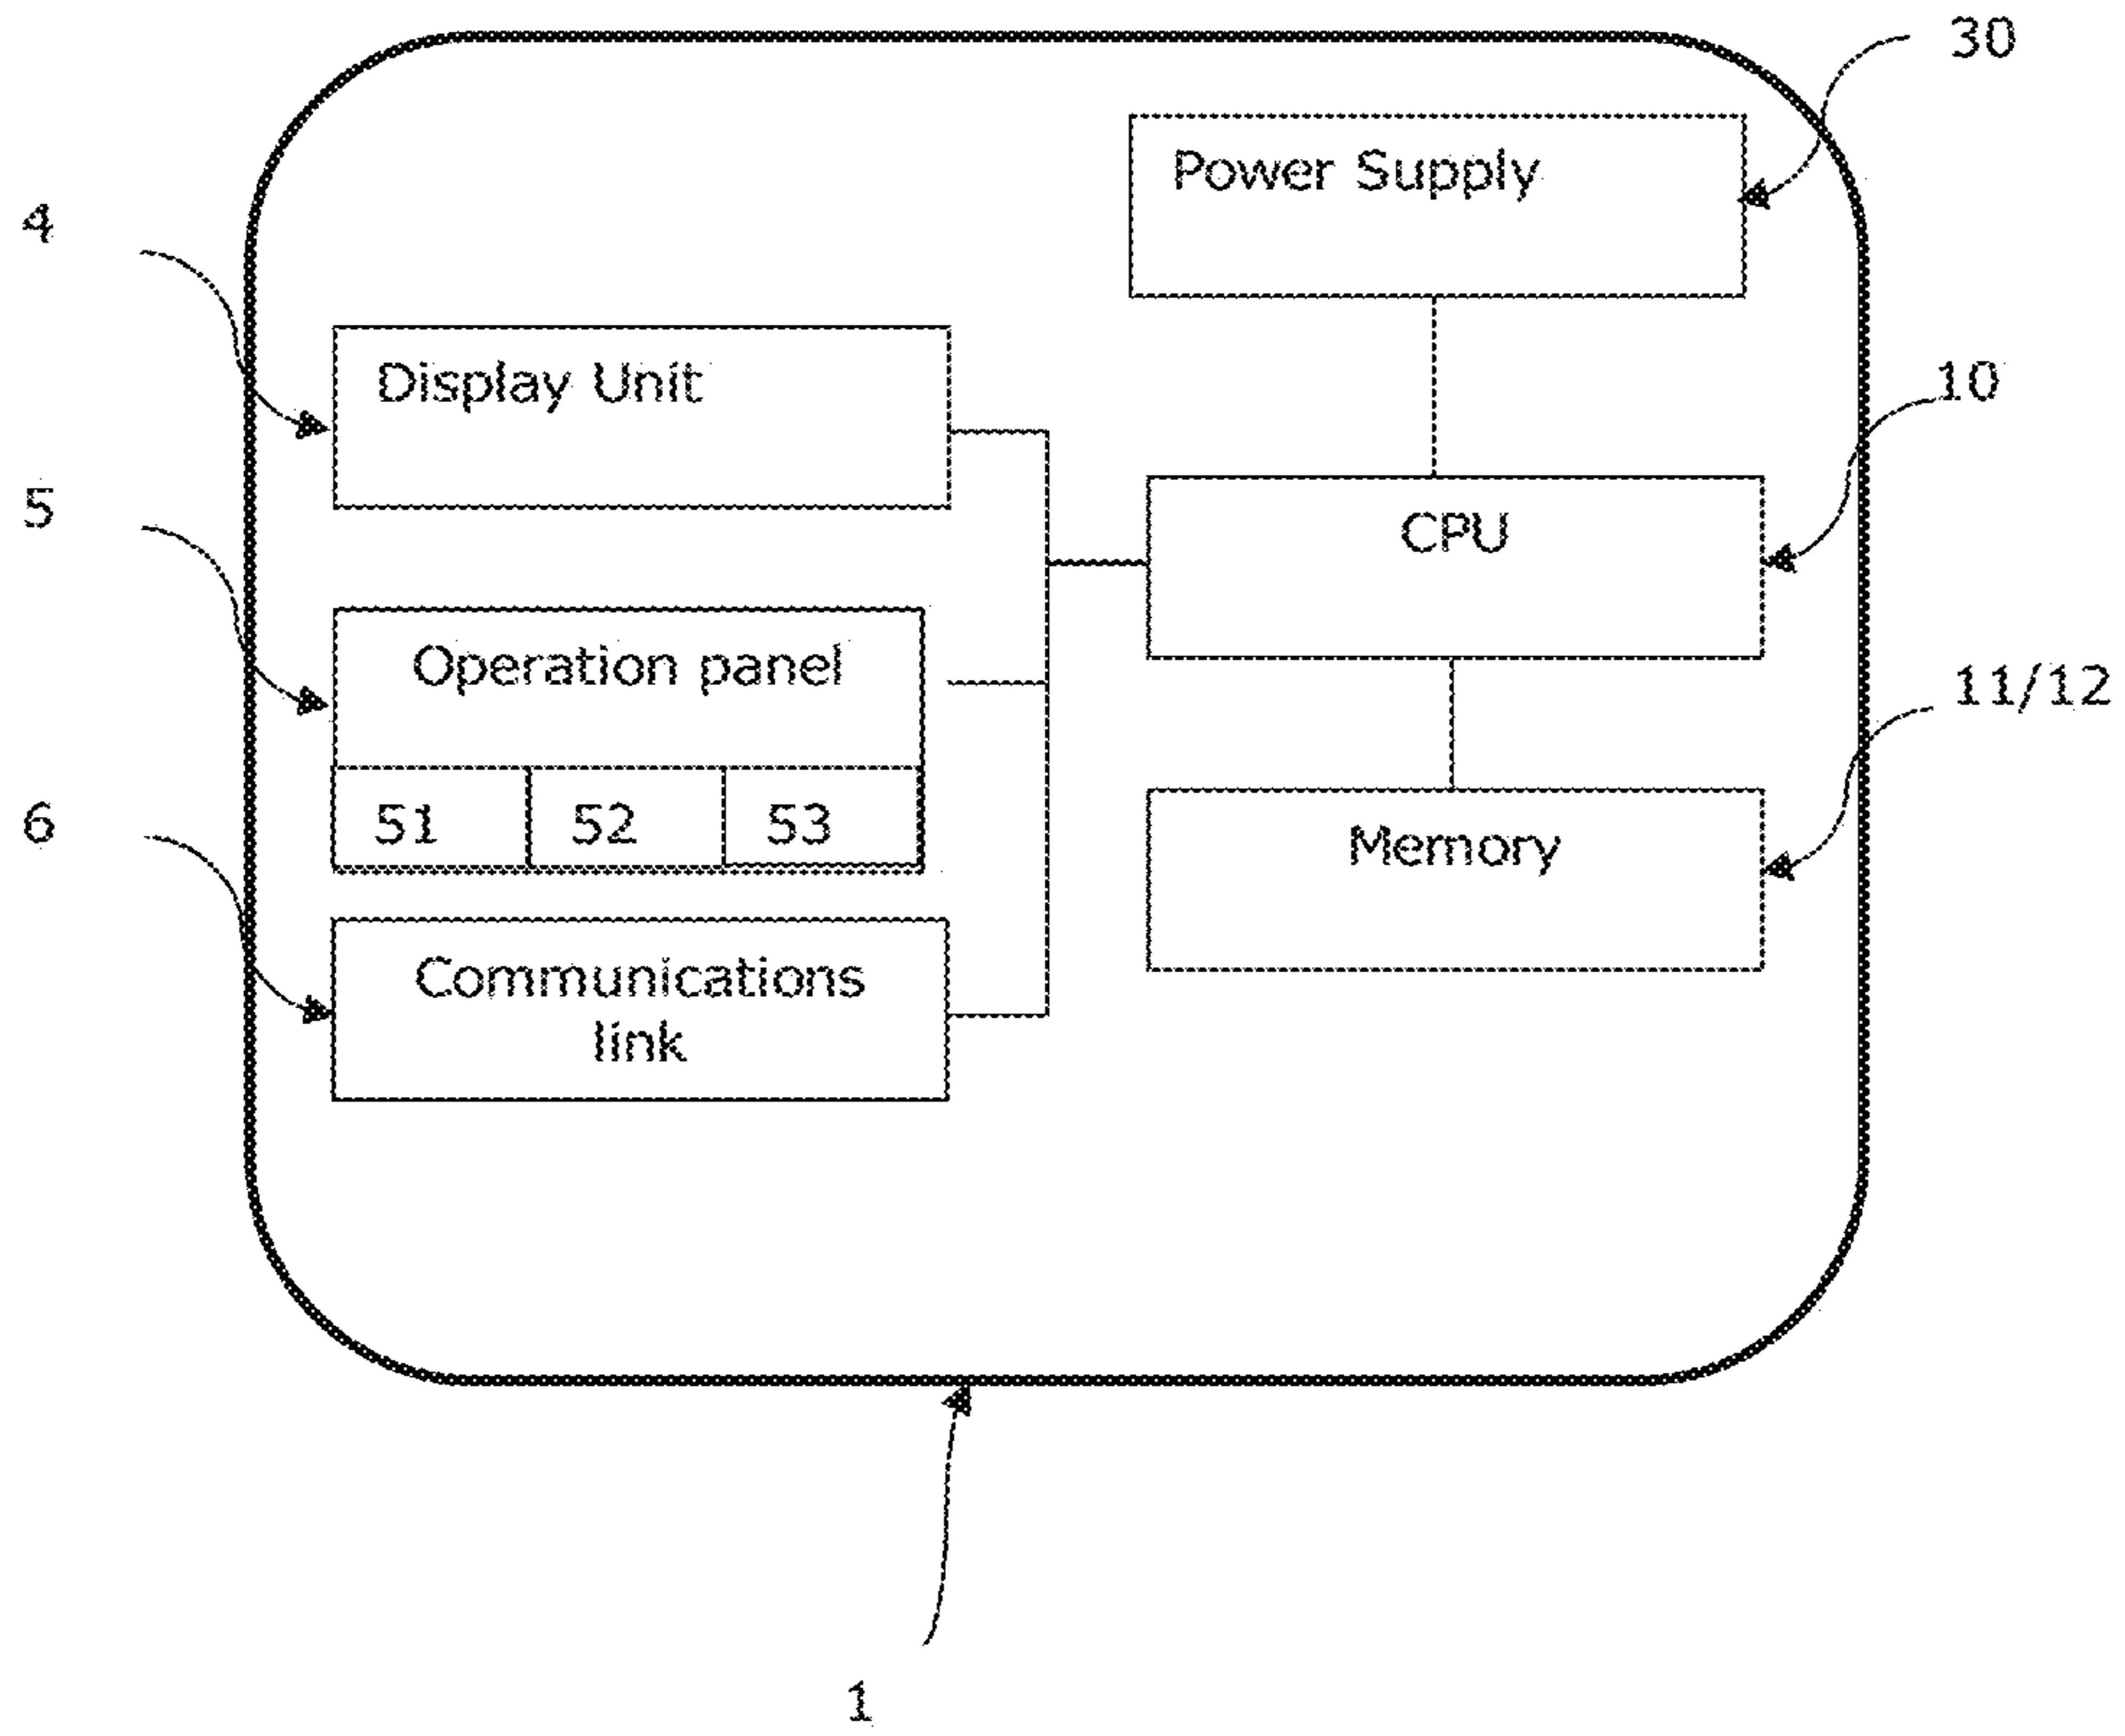 30
Power Supply
4
Display Unit
10
5
CPU
Operation panel
11/12
51 52 53
6
Memory
Communications
link
1